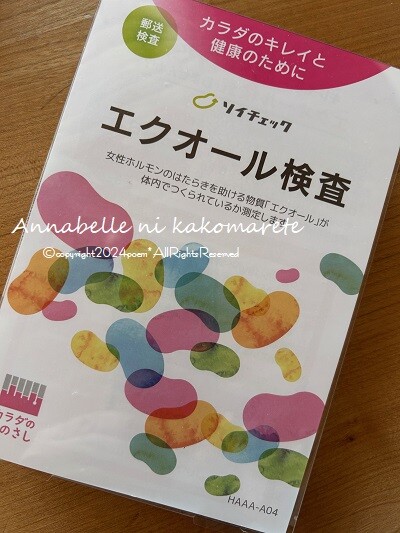 郵送
検査
カラダのキレイと
健康のために
ソイチェック
エクオール検査
女性ホルモンのはたらきを助ける物質「エクオール」が
体内でつくられているか測定します
Annabelle ni kakomarete
©copyright2024poem*AllRightsReserved
カラダの
ものさし
HAAA-A04